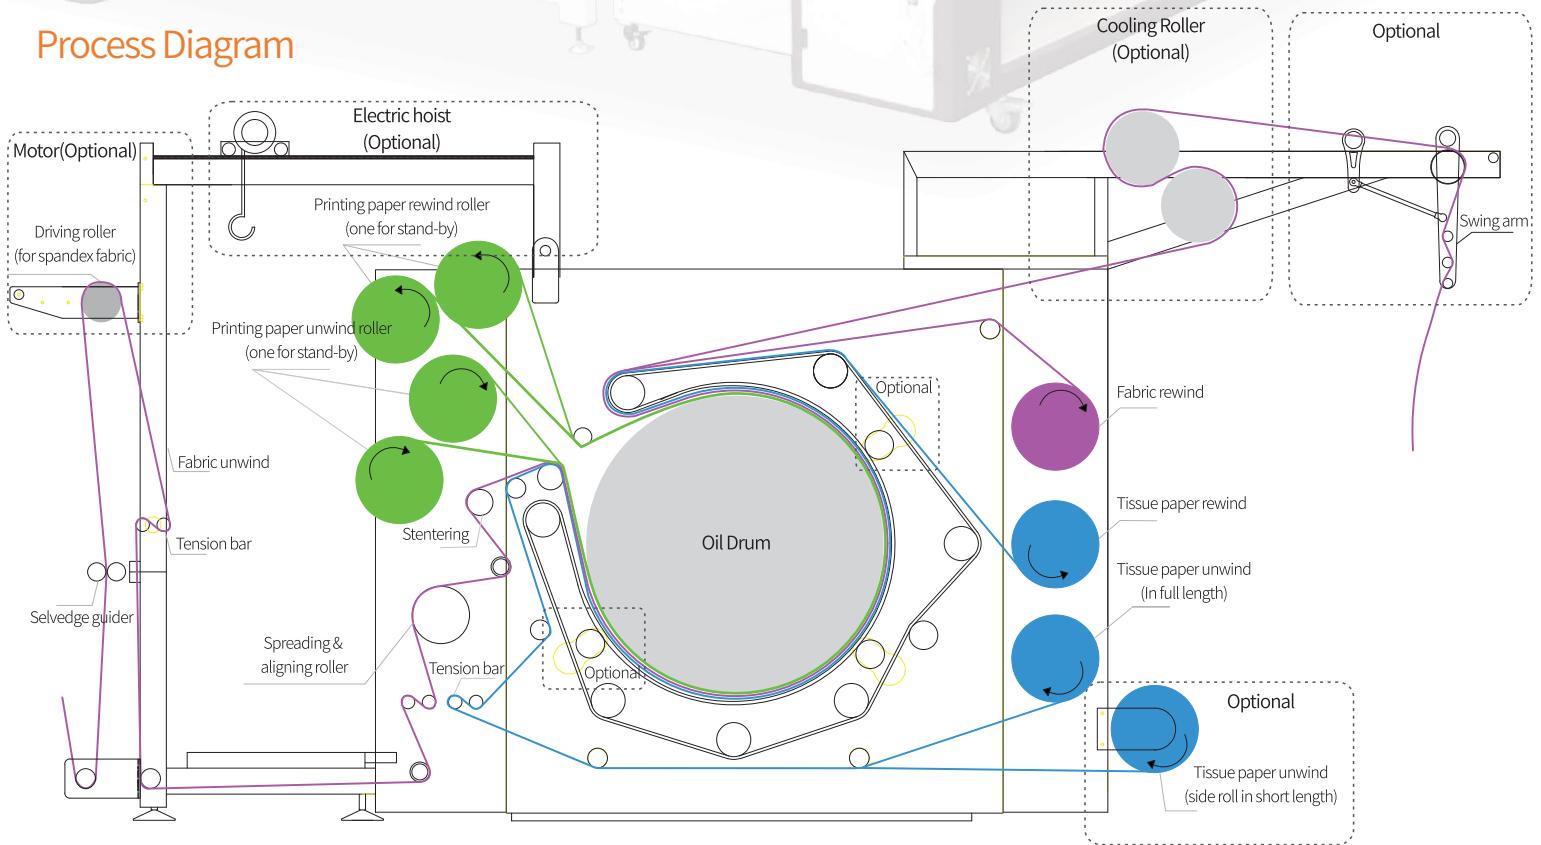 Process Diagram
Cooling Roller
(Optional)
Optional
Electric hoist
(Optional)
Motor(Optional)
Printing paper rewind roller
(one for stand-by)
Driving roller
(for spandex fabric)
Swing arm
Printing paper unwind roller
(one for stand-by)
Optional
Fabric rewind
Fabric unwind
Tissue paper rewind
Stentering
Tension bar
Oil Drum
Tissue paper unwind
(In full length)
Selvedge guider
Spreading &
aligning roller
Tension bar
Optional
Optional
Tissue paper unwind
(side roll in short length)